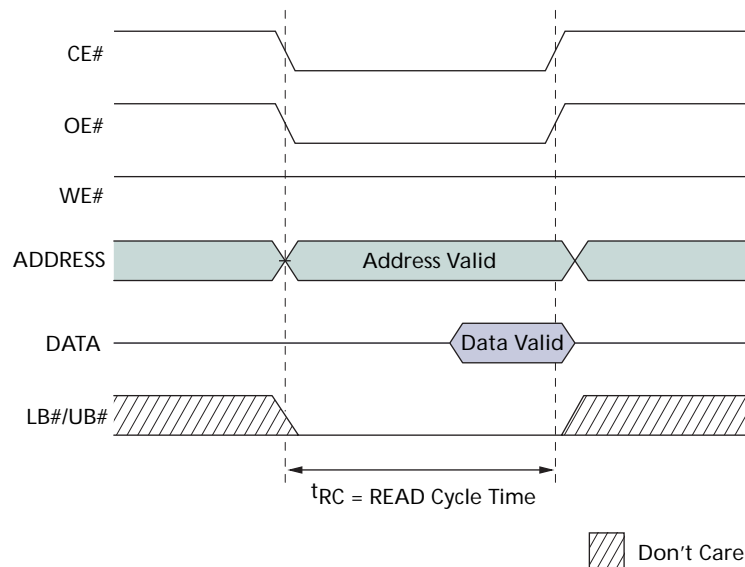 CE#
OE#
WE#
ADDRESS
Address Valid
DATA
Data Valid
LB#/UB#
tRC = READ Cycle Time
Don't Care